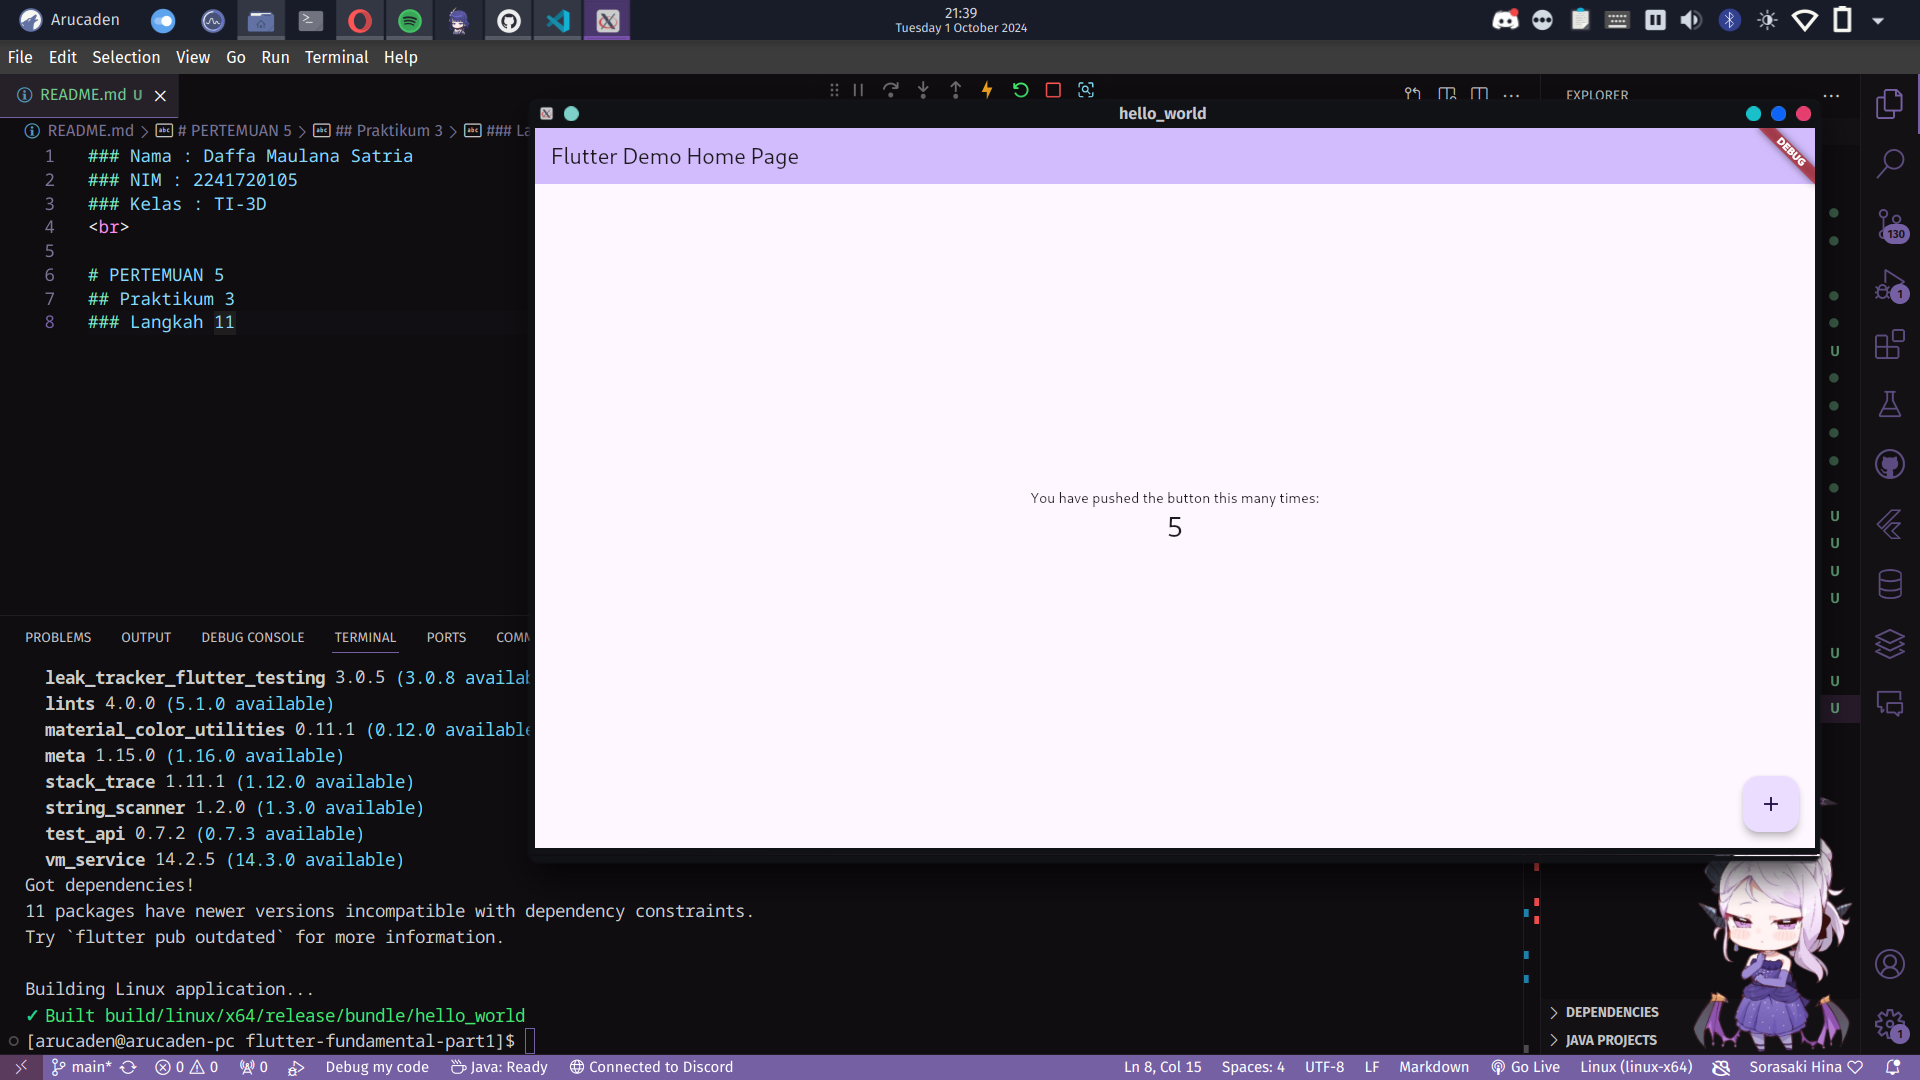 Arucaden
21:39
Tuesday 1 October 2024
File Edit Selection View Go Run Terminal Help
README.md U
EXPLORER
README.md > # PERTEMUAN 5 > ## Praktikum 3 > ### La
1 ### Nama : Daffa Maulana Satria
2 ### NIM : 2241720105
3 ### Kelas : TI-3D
4 <br>
5
6 # PERTEMUAN 5
7 ## Praktikum 3
8 ### Langkah 11
hello_world
Flutter Demo Home Page
DEBUG
You have pushed the button this many times:
5
+
130
1
U
U
U
U
U
U
U
U
PROBLEMS OUTPUT DEBUG CONSOLE TERMINAL PORTS COMM
leak_tracker_flutter_testing 3.0.5 (3.0.8 availab
lints 4.0.0 (5.1.0 available)
material_color_utilities 0.11.1 (0.12.0 available
meta 1.15.0 (1.16.0 available)
stack_trace 1.11.1 (1.12.0 available)
string_scanner 1.2.0 (1.3.0 available)
test_api 0.7.2 (0.7.3 available)
vm_service 14.2.5 (14.3.0 available)
Got dependencies!
11 packages have newer versions incompatible with dependency constraints.
Try `flutter pub outdated` for more information.
Building Linux application...
✓ Built build/linux/x64/release/bundle/hello_world
[arucaden@arucaden-pc flutter-fundamental-part1]$
DEPENDENCIES
JAVA PROJECTS
1
main* 0 0 0 Debug my code Java: Ready Connected to Discord Ln 8, Col 15 Spaces: 4 UTF-8 LF Markdown Go Live Linux (linux-x64) Sorasaki Hina